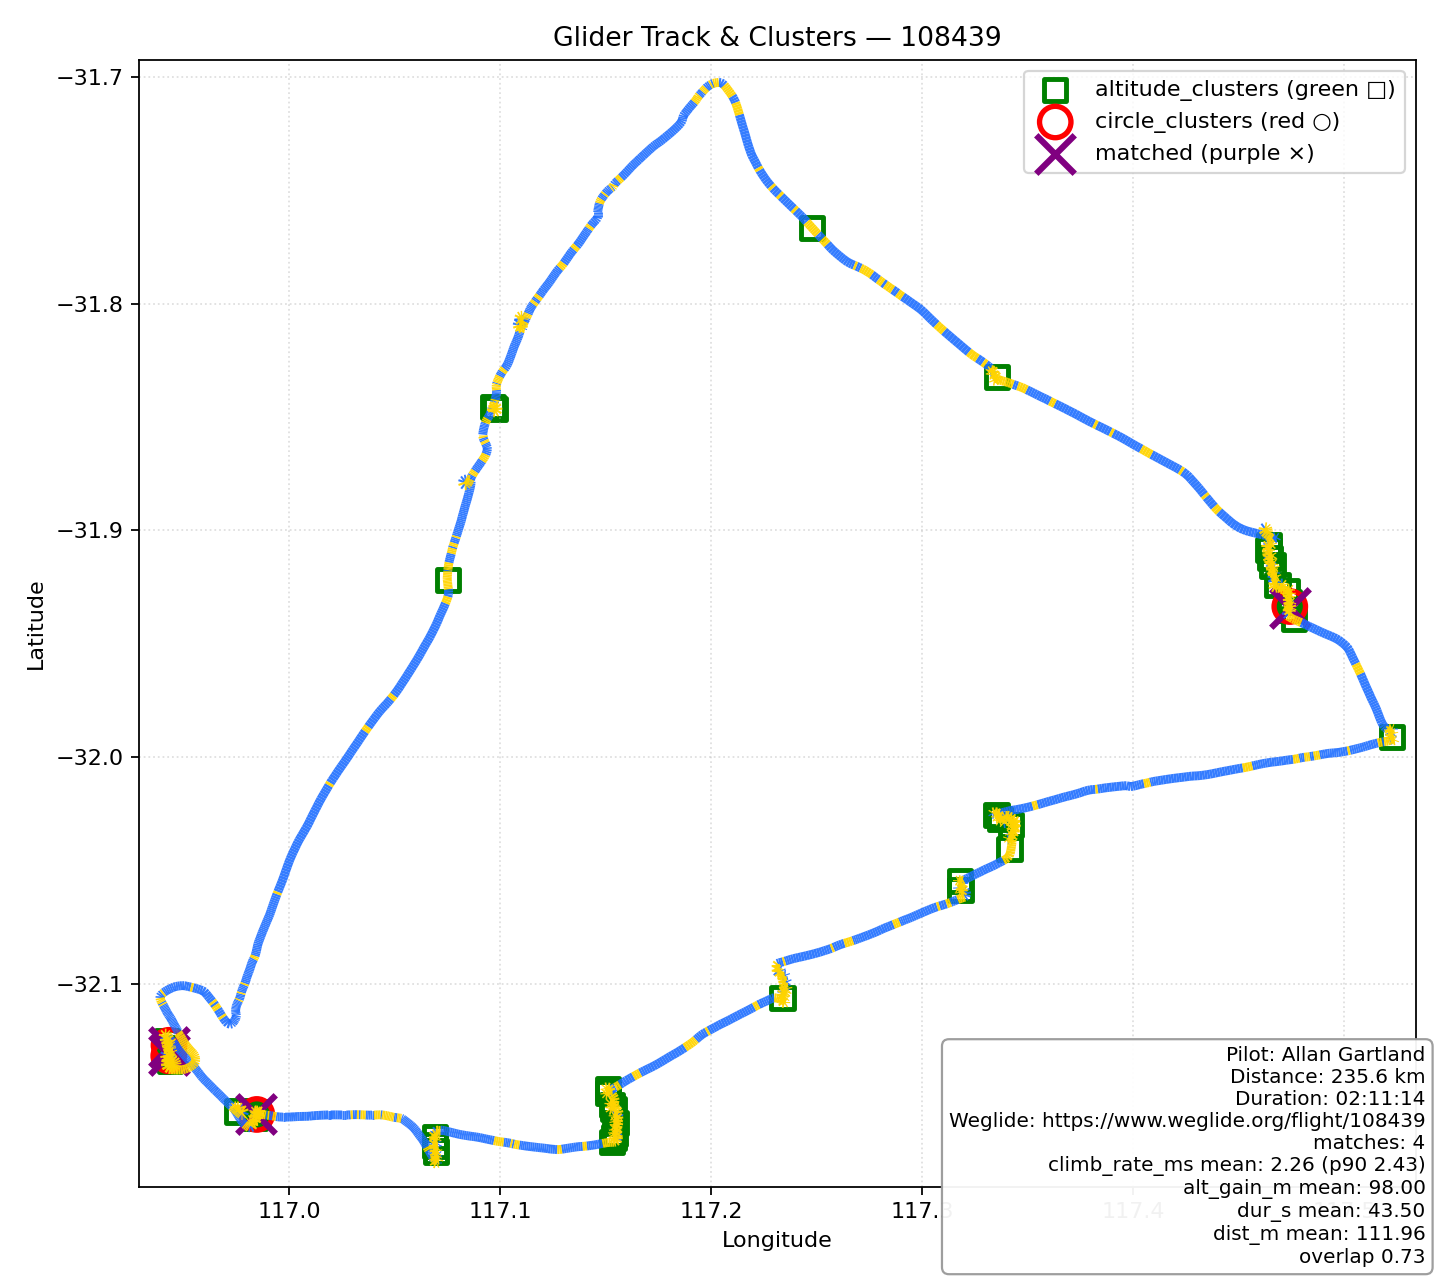 Glider Track & Clusters — 108439
altitude_clusters (green □)
circle_clusters (red ○)
matched (purple ×)
−31.7
−31.8
−31.9
−32.0
−32.1
Latitude
117.0
117.1
117.2
117.3
117.4
Longitude
Pilot: Allan Gartland
Distance: 235.6 km
Duration: 02:11:14
Weglide: https://www.weglide.org/flight/108439
matches: 4
climb_rate_ms mean: 2.26 (p90 2.43)
alt_gain_m mean: 98.00
dur_s mean: 43.50
dist_m mean: 111.96
overlap 0.73